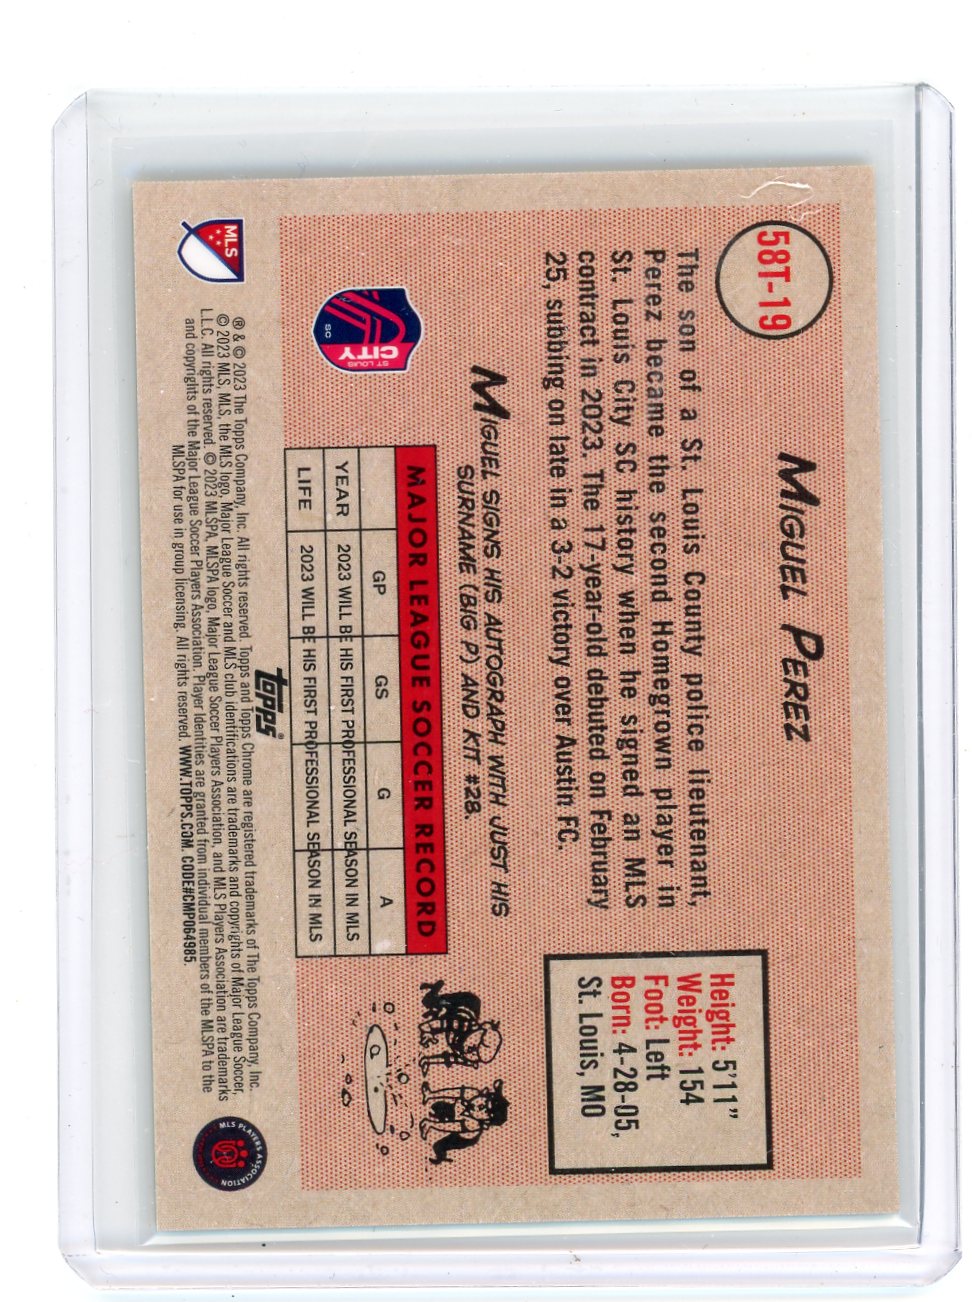 58T-19
MIGUEL PEREZ
The son of a St. Louis County police lieutenant,
Perez became the second Homegrown player in
St. Louis City SC history when he signed an MLS
contract in 2023. The 17-year-old debuted on February
25, subbing on late in a 3-2 victory over Austin FC.
Height: 5'11"
Weight: 154
Foot: Left
Born: 4-28-05,
St. Louis, MO
MIGUEL SIGNS HIS AUTOGRAPH WITH JUST HIS
SURNAME (BIG P) AND KIT #28.
ST LOUIS
CITY
SC
MAJOR LEAGUE SOCCER RECORD
GP GS G A
YEAR 2023 WILL BE HIS FIRST PROFESSIONAL SEASON IN MLS
LIFE 2023 WILL BE HIS FIRST PROFESSIONAL SEASON IN MLS
topps®
MLS
® & © 2023 The Topps Company, Inc. All rights reserved. Topps and Topps Chrome are registered trademarks of The Topps Company, Inc.
© 2023 MLS, MLS, the MLS logo, Major League Soccer and MLS club identifications are trademarks and copyrights of Major League Soccer,
L.L.C. All rights reserved. © 2023 MLSPA, MLSPA logo, Major League Soccer Players Association, and MLS Players Association are trademarks
and copyrights of the Major League Soccer Players Association. Player Identities are granted from individual members of the MLSPA to the
MLSPA for use in group licensing. All rights reserved. WWW.TOPPS.COM. CODE#CMP064985.
MLS PLAYERS ASSOCIATION